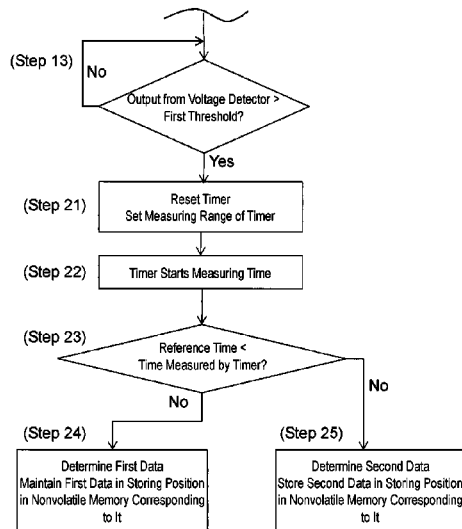 (Step 13)
No
Output from Voltage Detector >
First Threshold?
Yes
(Step 21)
Reset Timer
Set Measuring Range of Timer
(Step 22)
Timer Starts Measuring Time
(Step 23)
Reference Time <
Time Measured by Timer?
No
No
(Step 24)
Determine First Data
Maintain First Data in Storing Position
in Nonvolatile Memory Corresponding
to It
(Step 25)
Determine Second Data
Store Second Data in Storing Position
in Nonvolatile Memory Corresponding
to It